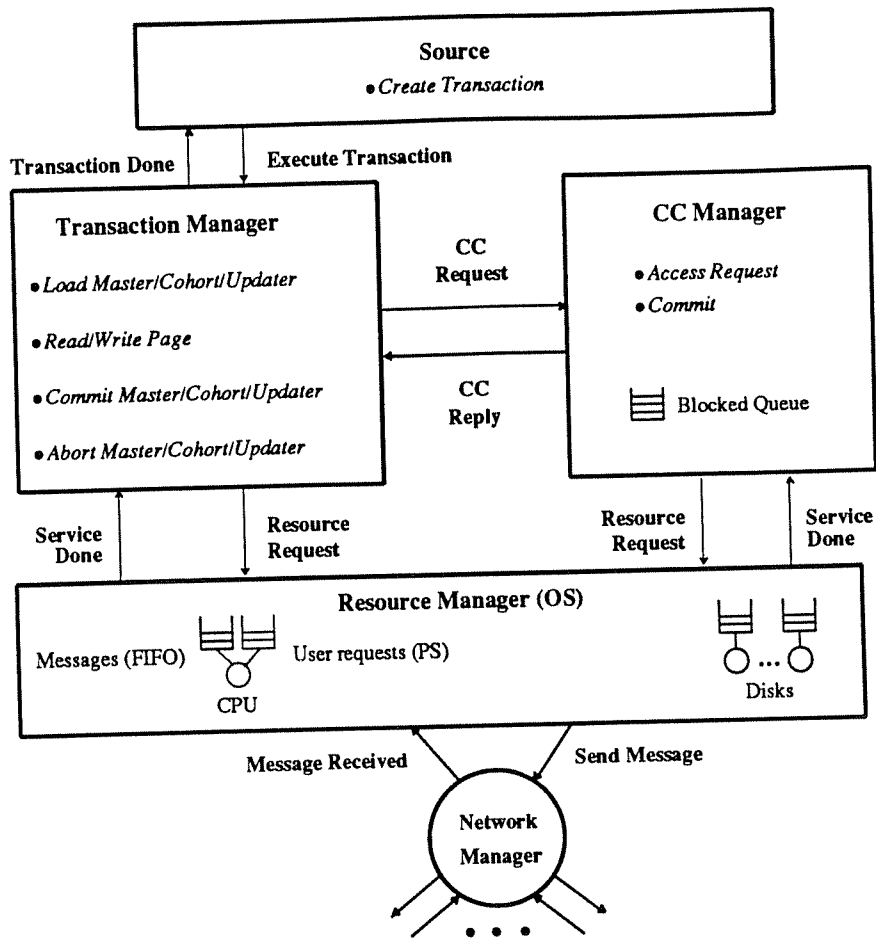 Source
• Create Transaction
Transaction Done
Execute Transaction
Transaction Manager
• Load Master/Cohort/Updater
• Read/Write Page
• Commit Master/Cohort/Updater
• Abort Master/Cohort/Updater
CC
Request
CC
Reply
CC Manager
• Access Request
• Commit
Blocked Queue
Service
Done
Resource
Request
Resource
Request
Service
Done
Resource Manager (OS)
Messages (FIFO)
User requests (PS)
CPU
...
Disks
Message Received
Send Message
Network
Manager
• • •